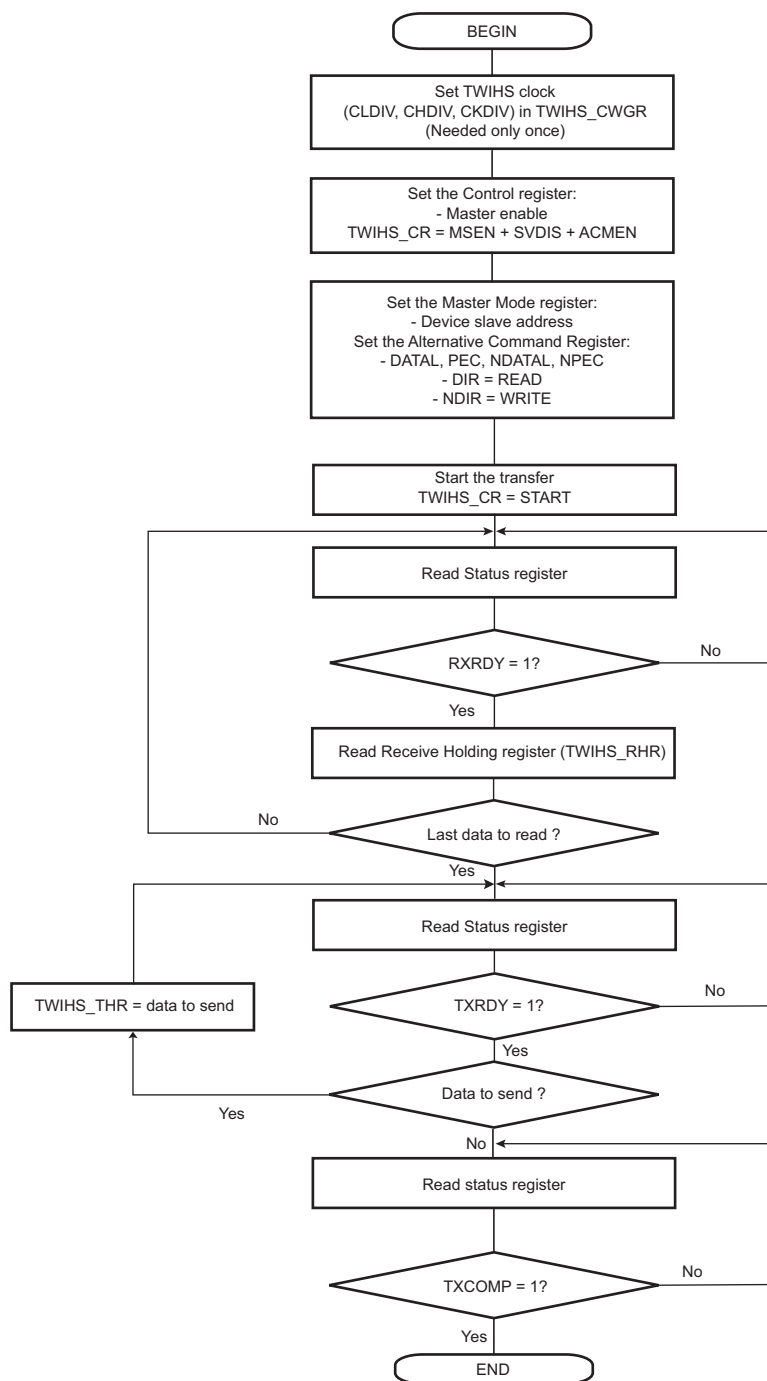 BEGIN
Set TWIHS clock
(CLDIV, CHDIV, CKDIV) in TWIHS_CWGR
(Needed only once)
Set the Control register:
- Master enable
TWIHS_CR = MSEN + SVDIS + ACMEN
Set the Master Mode register:
- Device slave address
Set the Alternative Command Register:
- DATAL, PEC, NDATAL, NPEC
- DIR = READ
- NDIR = WRITE
Start the transfer
TWIHS_CR = START
Read Status register
RXRDY = 1?
No
Yes
Read Receive Holding register (TWIHS_RHR)
No
Last data to read ?
Yes
Read Status register
TWIHS_THR = data to send
TXRDY = 1?
No
Yes
Data to send ?
Yes
No
Read status register
TXCOMP = 1?
No
Yes
END